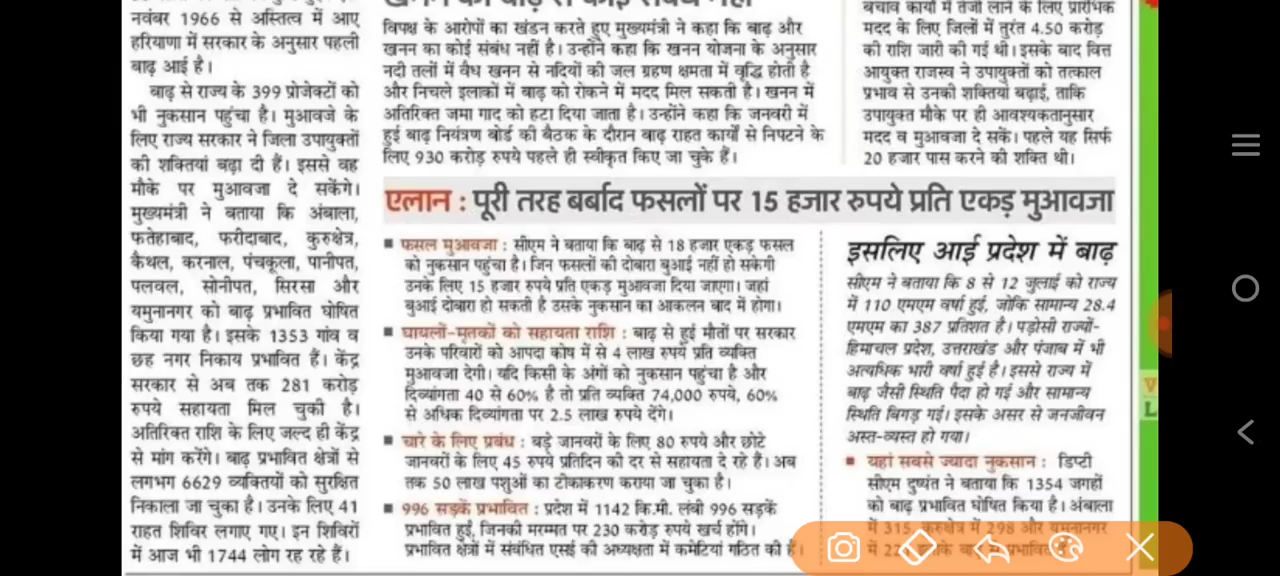 नवंबर 1966 से अस्तित्व में आए
हरियाणा में सरकार के अनुसार पहली
बाढ़ आई है।
बाढ़ से राज्य के 399 प्रोजेक्टों को
भी नुकसान पहुंचा है। मुआवजे के
लिए राज्य सरकार ने जिला उपायुक्तों
की शक्तियां बढ़ा दी हैं। इससे वह
मौके पर मुआवजा दे सकेंगे।
मुख्यमंत्री ने बताया कि अंबाला,
फतेहाबाद, फरीदाबाद, कुरुक्षेत्र,
कैथल, करनाल, पंचकूला, पानीपत,
पलवल, सोनीपत, सिरसा और
यमुनानगर को बाढ़ प्रभावित घोषित
किया गया है। इसके 1353 गांव व
छह नगर निकाय प्रभावित हैं। केंद्र
सरकार से अब तक 281 करोड़
रुपये सहायता मिल चुकी है।
अतिरिक्त राशि के लिए जल्द ही केंद्र
से मांग करेंगे। बाढ़ प्रभावित क्षेत्रों से
लगभग 6629 व्यक्तियों को सुरक्षित
निकाला जा चुका है। उनके लिए 41
राहत शिविर लगाए गए। इन शिविरों
में आज भी 1744 लोग रह रहे हैं।
विपक्ष के आरोपों का खंडन करते हुए मुख्यमंत्री ने कहा कि बाढ़ और
खनन का कोई संबंध नहीं है। उन्होंने कहा कि खनन योजना के अनुसार
नदी तलों में वैध खनन से नदियों की जल ग्रहण क्षमता में वृद्धि होती है
और निचले इलाकों में बाढ़ को रोकने में मदद मिल सकती है। खनन में
अतिरिक्त जमा गाद को हटा दिया जाता है। उन्होंने कहा कि जनवरी में
हुई बाढ़ नियंत्रण बोर्ड की बैठक के दौरान बाढ़ राहत कार्यों से निपटने के
लिए 930 करोड़ रुपये पहले ही स्वीकृत किए जा चुके हैं।
बचाव कार्यों में तेजी लाने के लिए प्रारंभिक
मदद के लिए जिलों में तुरंत 4.50 करोड़
की राशि जारी की गई थी। इसके बाद वित्त
आयुक्त राजस्व ने उपायुक्तों को तत्काल
प्रभाव से उनकी शक्तियां बढ़ाई, ताकि
उपायुक्त मौके पर ही आवश्यकतानुसार
मदद व मुआवजा दे सकें। पहले यह सिर्फ
20 हजार पास करने की शक्ति थी।
एलान : पूरी तरह बर्बाद फसलों पर 15 हजार रुपये प्रति एकड़ मुआवजा
■ फसल मुआवजा : सीएम ने बताया कि बाढ़ से 18 हजार एकड़ फसल
को नुकसान पहुंचा है। जिन फसलों की दोबारा बुआई नहीं हो सकेगी
उनके लिए 15 हजार रुपये प्रति एकड़ मुआवजा दिया जाएगा। जहां
बुआई दोबारा हो सकती है उसके नुकसान का आकलन बाद में होगा।
■ घायलों-मृतकों को सहायता राशि : बाढ़ से हुई मौतों पर सरकार
उनके परिवारों को आपदा कोष में से 4 लाख रुपये प्रति व्यक्ति
मुआवजा देगी। यदि किसी के अंगों को नुकसान पहुंचा है और
दिव्यांगता 40 से 60% है तो प्रति व्यक्ति 74,000 रुपये, 60%
से अधिक दिव्यांगता पर 2.5 लाख रुपये देंगे।
■ चारे के लिए प्रबंध : बड़े जानवरों के लिए 80 रुपये और छोटे
जानवरों के लिए 45 रुपये प्रतिदिन की दर से सहायता दे रहे हैं। अब
तक 50 लाख पशुओं का टीकाकरण कराया जा चुका है।
■ 996 सड़कें प्रभावित : प्रदेश में 1142 कि.मी. लंबी 996 सड़कें
प्रभावित हुईं, जिनकी मरम्मत पर 230 करोड़ रुपये खर्च होंगे।
प्रभावित क्षेत्रों में संबंधित एसई की अध्यक्षता में कमेटियां गठित की हैं।
इसलिए आई प्रदेश में बाढ़
सीएम ने बताया कि 8 से 12 जुलाई को राज्य
में 110 एमएम वर्षा हुई, जोकि सामान्य 28.4
एमएम का 387 प्रतिशत है। पड़ोसी राज्यों-
हिमाचल प्रदेश, उत्तराखंड और पंजाब में भी
अत्यधिक भारी वर्षा हुई है। इससे राज्य में
बाढ़ जैसी स्थिति पैदा हो गई और सामान्य
स्थिति बिगड़ गई। इसके असर से जनजीवन
अस्त-व्यस्त हो गया।
■ यहां सबसे ज्यादा नुकसान : डिप्टी
सीएम दुष्यंत ने बताया कि 1354 जगहों
को बाढ़ प्रभावित घोषित किया है। अंबाला
में 315, कुरुक्षेत्र में 298 और यमुनानगर